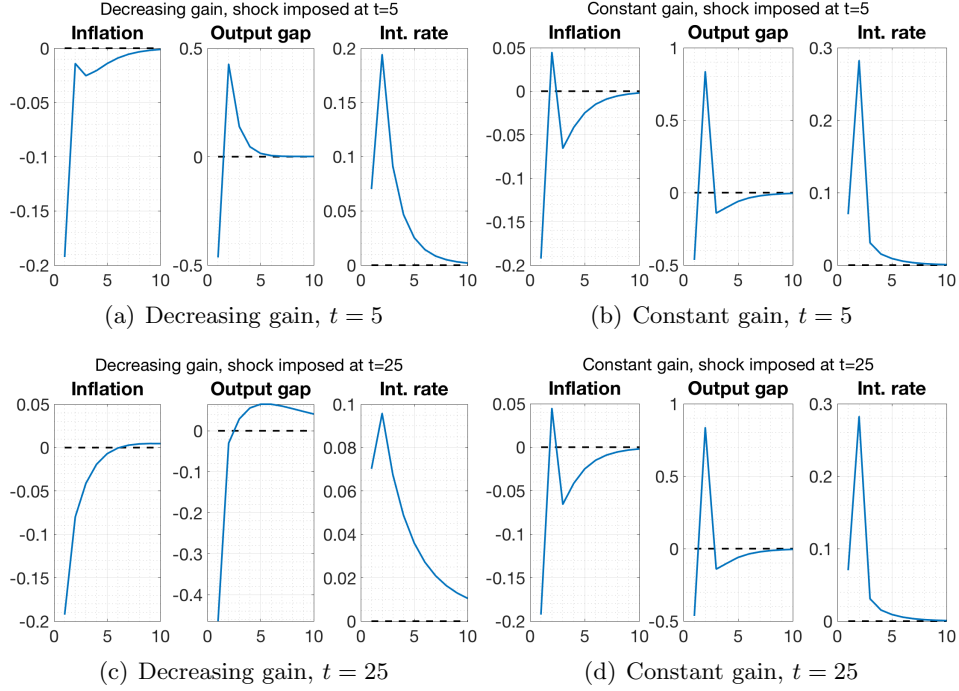 Decreasing gain, shock imposed at t=5
Inflation
0
-0.05
-0.1
-0.15
-0.2
0 5 10
Output gap
0.5
0
-0.5
0 5 10
Int. rate
0.2
0.15
0.1
0.05
0
0 5 10
(a) Decreasing gain, t = 5
Constant gain, shock imposed at t=5
Inflation
0.05
0
-0.05
-0.1
-0.15
-0.2
0 5 10
Output gap
1
0.5
0
-0.5
0 5 10
Int. rate
0.3
0.2
0.1
0
0 5 10
(b) Constant gain, t = 5
Decreasing gain, shock imposed at t=25
Inflation
0.05
0
-0.05
-0.1
-0.15
-0.2
0 5 10
Output gap
0
-0.1
-0.2
-0.3
-0.4
0 5 10
Int. rate
0.1
0.08
0.06
0.04
0.02
0
0 5 10
(c) Decreasing gain, t = 25
Constant gain, shock imposed at t=25
Inflation
0.05
0
-0.05
-0.1
-0.15
-0.2
0 5 10
Output gap
1
0.5
0
-0.5
0 5 10
Int. rate
0.3
0.2
0.1
0
0 5 10
(d) Constant gain, t = 25